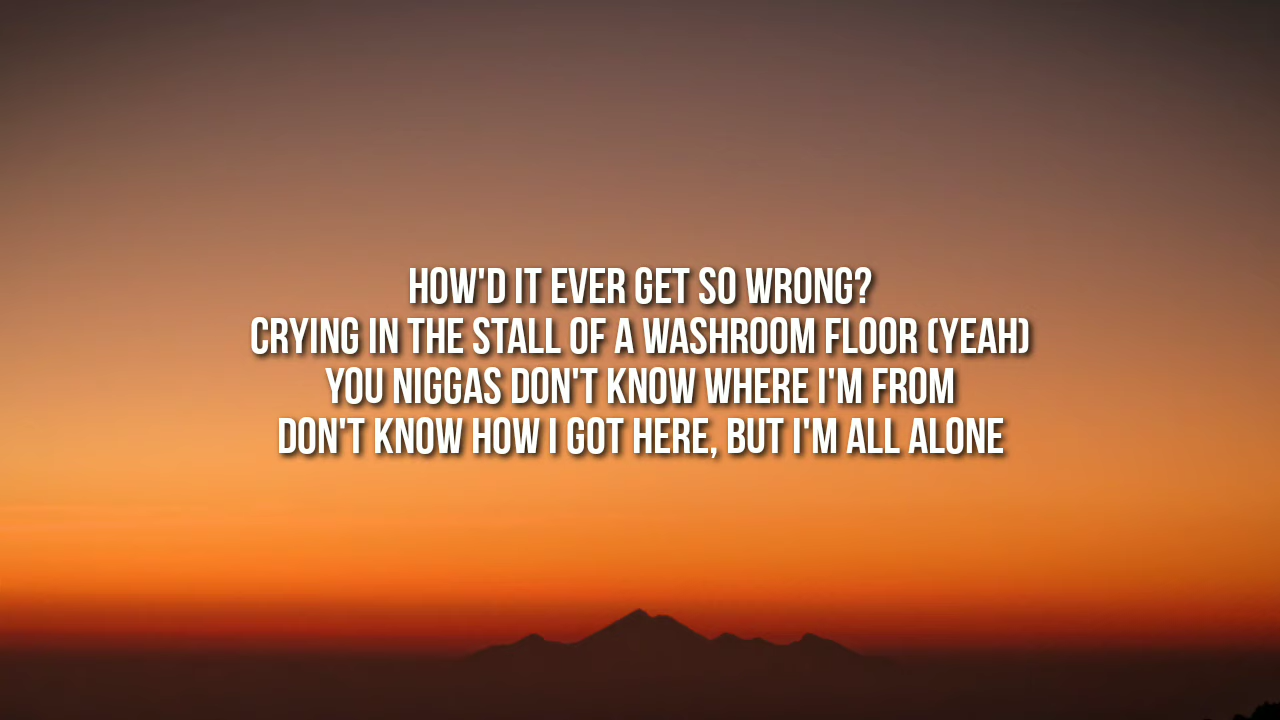 HOW'D IT EVER GET SO WRONG?
CRYING IN THE STALL OF A WASHROOM FLOOR (YEAH)
YOU NIGGAS DON'T KNOW WHERE I'M FROM
DON'T KNOW HOW I GOT HERE, BUT I'M ALL ALONE